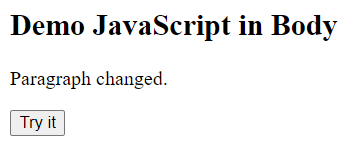 Demo JavaScript in Body
Paragraph changed.
Try it